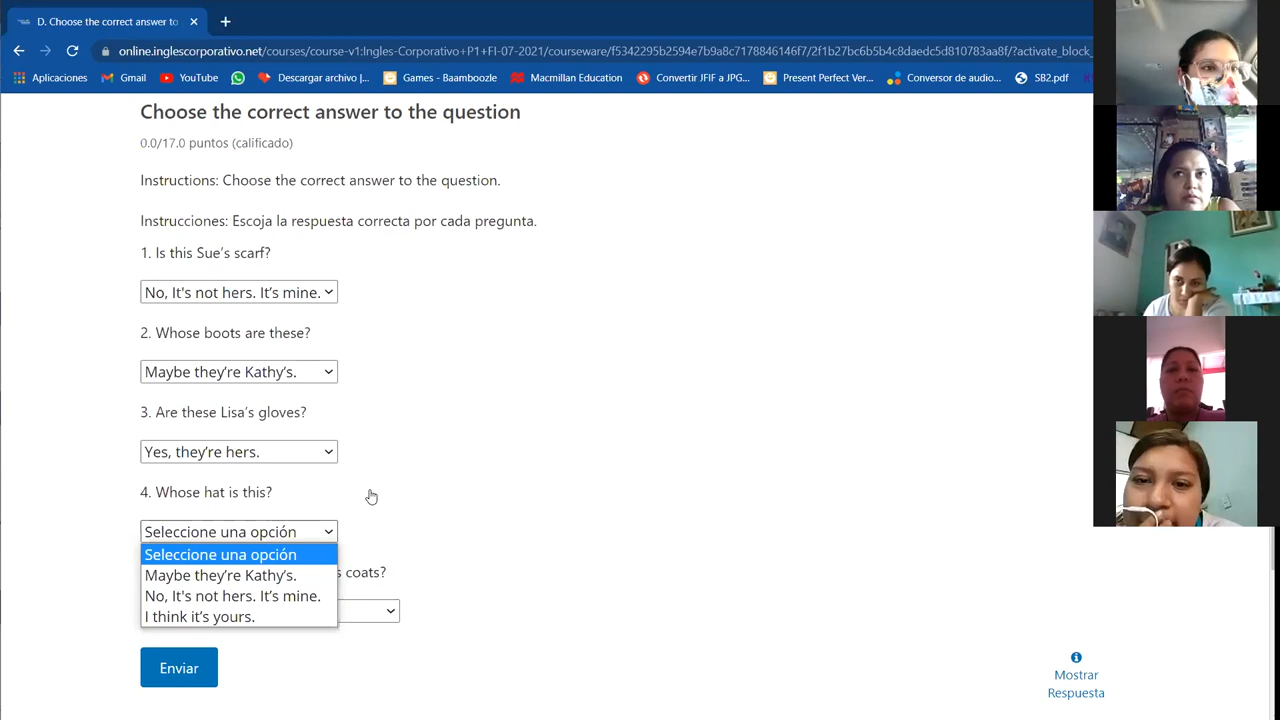 D. Choose the correct answer to
online.inglescorporativo.net/courses/course-v1:Ingles-Corporativo+P1+FI-07-2021/courseware/f5342295b2594e7b9a8c7178846146f7/2f1b27bc6b5b4c8daedc5d810783aa8f/?activate_block_
Aplicaciones Gmail YouTube Descargar archivo |... Games - Baamboozle Macmillan Education Convertir JFIF a JPG... Present Perfect Ver... Conversor de audio... SB2.pdf
Choose the correct answer to the question
0.0/17.0 puntos (calificado)
Instructions: Choose the correct answer to the question.
Instrucciones: Escoja la respuesta correcta por cada pregunta.
1. Is this Sue’s scarf?
No, It's not hers. It’s mine.
2. Whose boots are these?
Maybe they’re Kathy’s.
3. Are these Lisa’s gloves?
Yes, they’re hers.
4. Whose hat is this?
Seleccione una opción
Seleccione una opción
s coats?
Maybe they’re Kathy’s.
No, It's not hers. It’s mine.
I think it’s yours.
Enviar
Mostrar
Respuesta